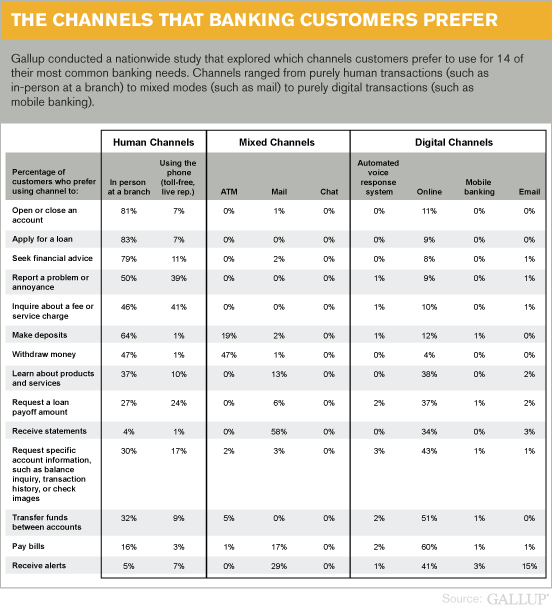 THE CHANNELS THAT BANKING CUSTOMERS PREFER
Gallup conducted a nationwide study that explored which channels customers prefer to use for 14 of
their most common banking needs. Channels ranged from purely human transactions (such as
in-person at a branch) to mixed modes (such as mail) to purely digital transactions (such as
mobile banking).
Human Channels Mixed Channels Digital Channels
Percentage of
customers who prefer
using channel to:
In person
at a branch
Using the
phone
(toll-free,
live rep.)
ATM
Mail
Chat
Automated
voice
response
system
Online
Mobile
banking
Email
Open or close an
account
81% 7% 0% 1% 0% 0% 11% 0% 0%
Apply for a loan 83% 7% 0% 0% 0% 0% 9% 0% 0%
Seek financial advice 79% 11% 0% 2% 0% 0% 8% 0% 1%
Report a problem or
annoyance
50% 39% 0% 0% 0% 1% 9% 0% 1%
Inquire about a fee or
service charge
46% 41% 0% 0% 0% 1% 10% 0% 1%
Make deposits 64% 1% 19% 2% 0% 1% 12% 1% 0%
Withdraw money 47% 1% 47% 1% 0% 0% 4% 0% 0%
Learn about products
and services
37% 10% 0% 13% 0% 0% 38% 0% 2%
Request a loan
payoff amount
27% 24% 0% 6% 0% 2% 37% 1% 2%
Receive statements 4% 1% 0% 58% 0% 0% 34% 0% 3%
Request specific
account information,
such as balance
inquiry, transaction
history, or check
images
30% 17% 2% 3% 0% 3% 43% 1% 1%
Transfer funds
between accounts
32% 9% 5% 0% 0% 2% 51% 1% 0%
Pay bills 16% 3% 1% 17% 0% 2% 60% 1% 1%
Receive alerts 5% 7% 0% 29% 0% 1% 41% 3% 15%
Source: GALLUP